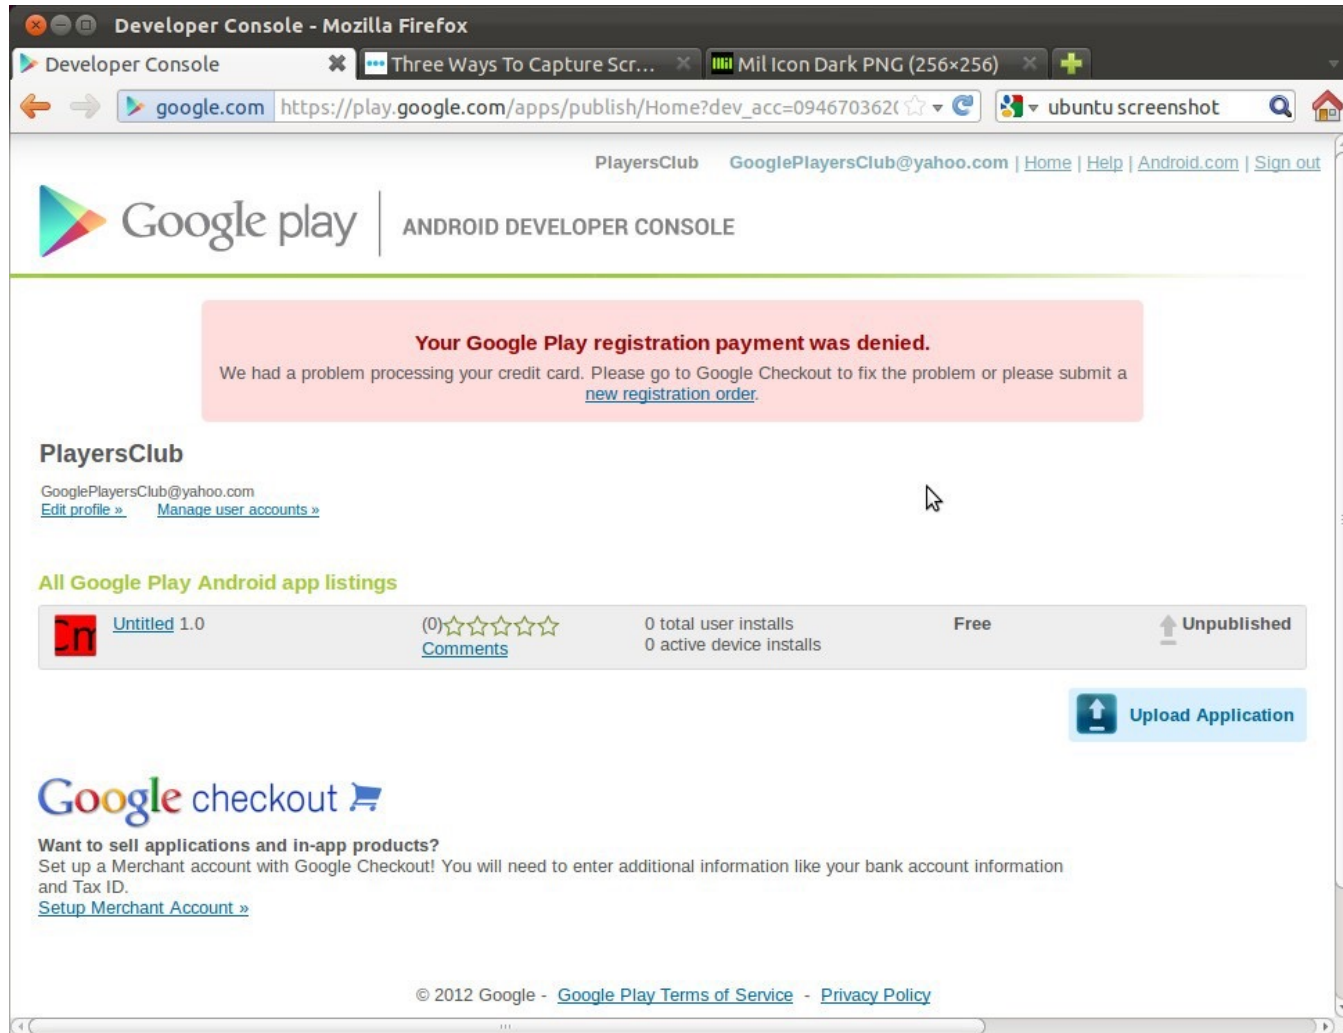 Developer Console - Mozilla Firefox
Developer Console Three Ways To Capture Scr... Mil Icon Dark PNG (256×256)
google.com https://play.google.com/apps/publish/Home?dev_acc=0946703620 ubuntu screenshot
PlayersClub GooglePlayersClub@yahoo.com | Home | Help | Android.com | Sign out
Google play ANDROID DEVELOPER CONSOLE
Your Google Play registration payment was denied.
We had a problem processing your credit card. Please go to Google Checkout to fix the problem or please submit a
new registration order.
PlayersClub
GooglePlayersClub@yahoo.com
Edit profile » Manage user accounts »
All Google Play Android app listings
Untitled 1.0 (0) 0 total user installs Free Unpublished
Comments 0 active device installs
Upload Application
Google checkout
Want to sell applications and in-app products?
Set up a Merchant account with Google Checkout! You will need to enter additional information like your bank account information
and Tax ID.
Setup Merchant Account »
© 2012 Google - Google Play Terms of Service - Privacy Policy